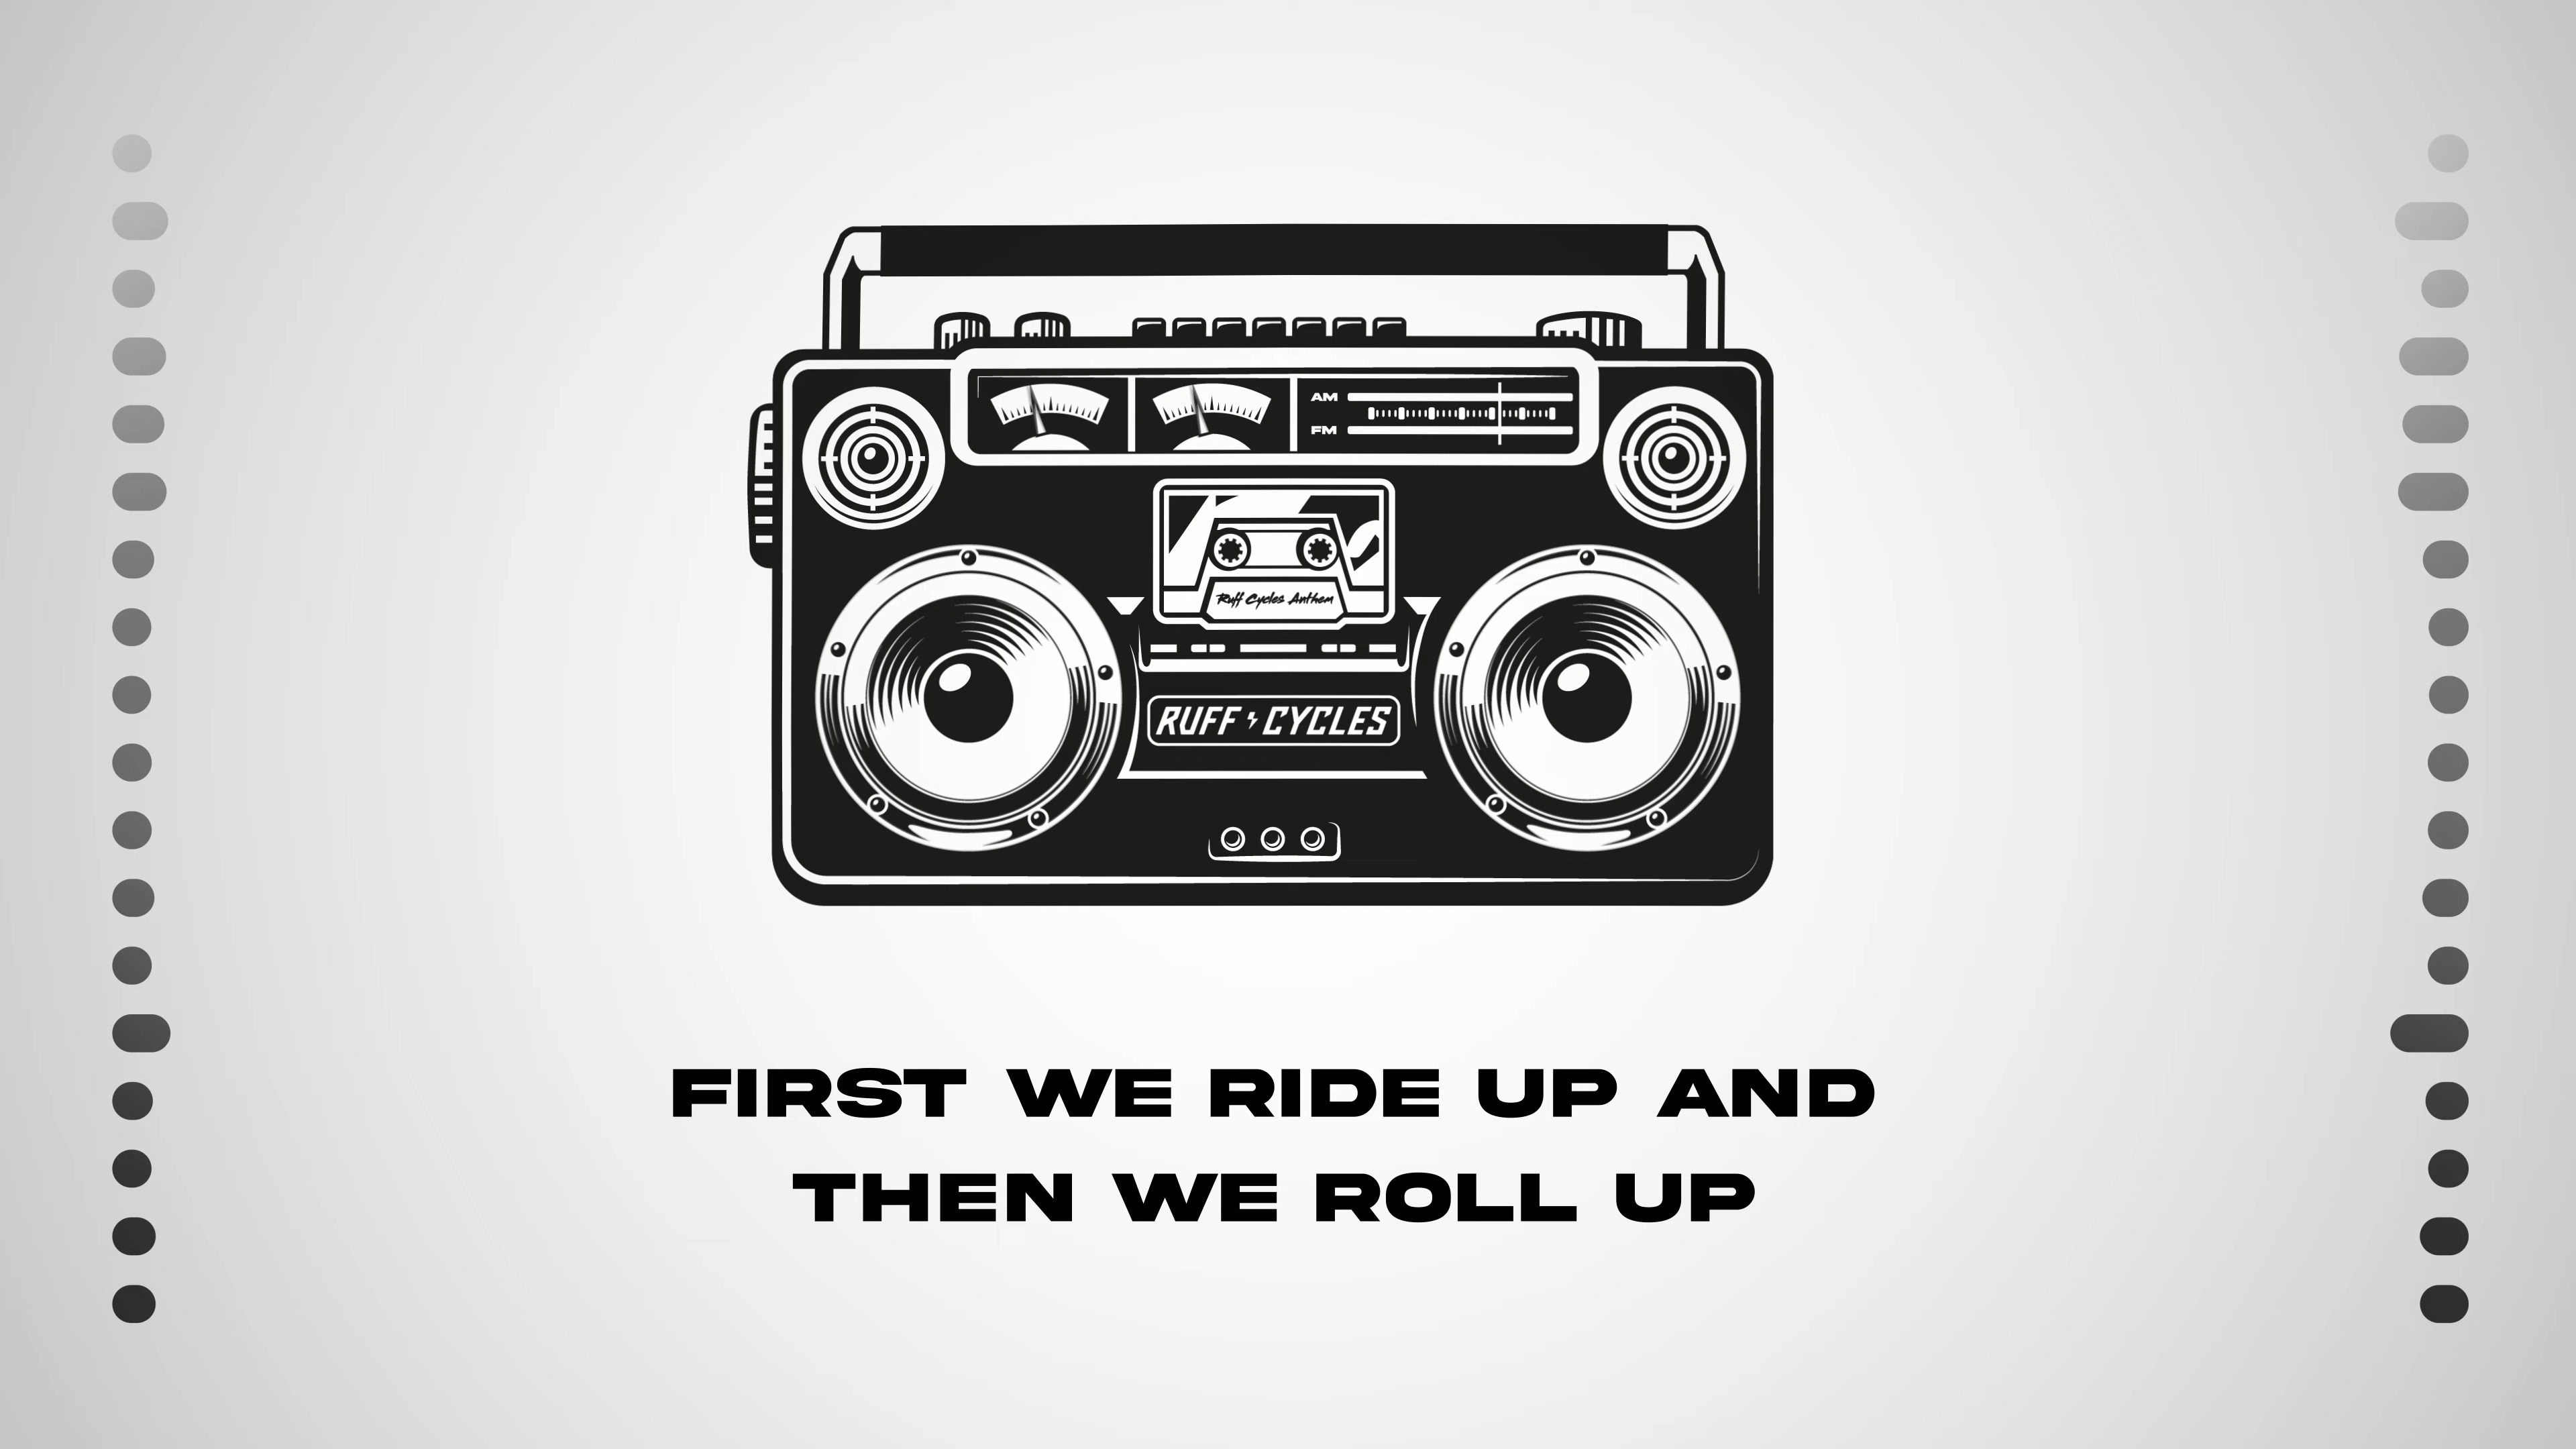 AM
FM
Ruff Cycles Anthem
RUFF CYCLES
FIRST WE RIDE UP AND
THEN WE ROLL UP